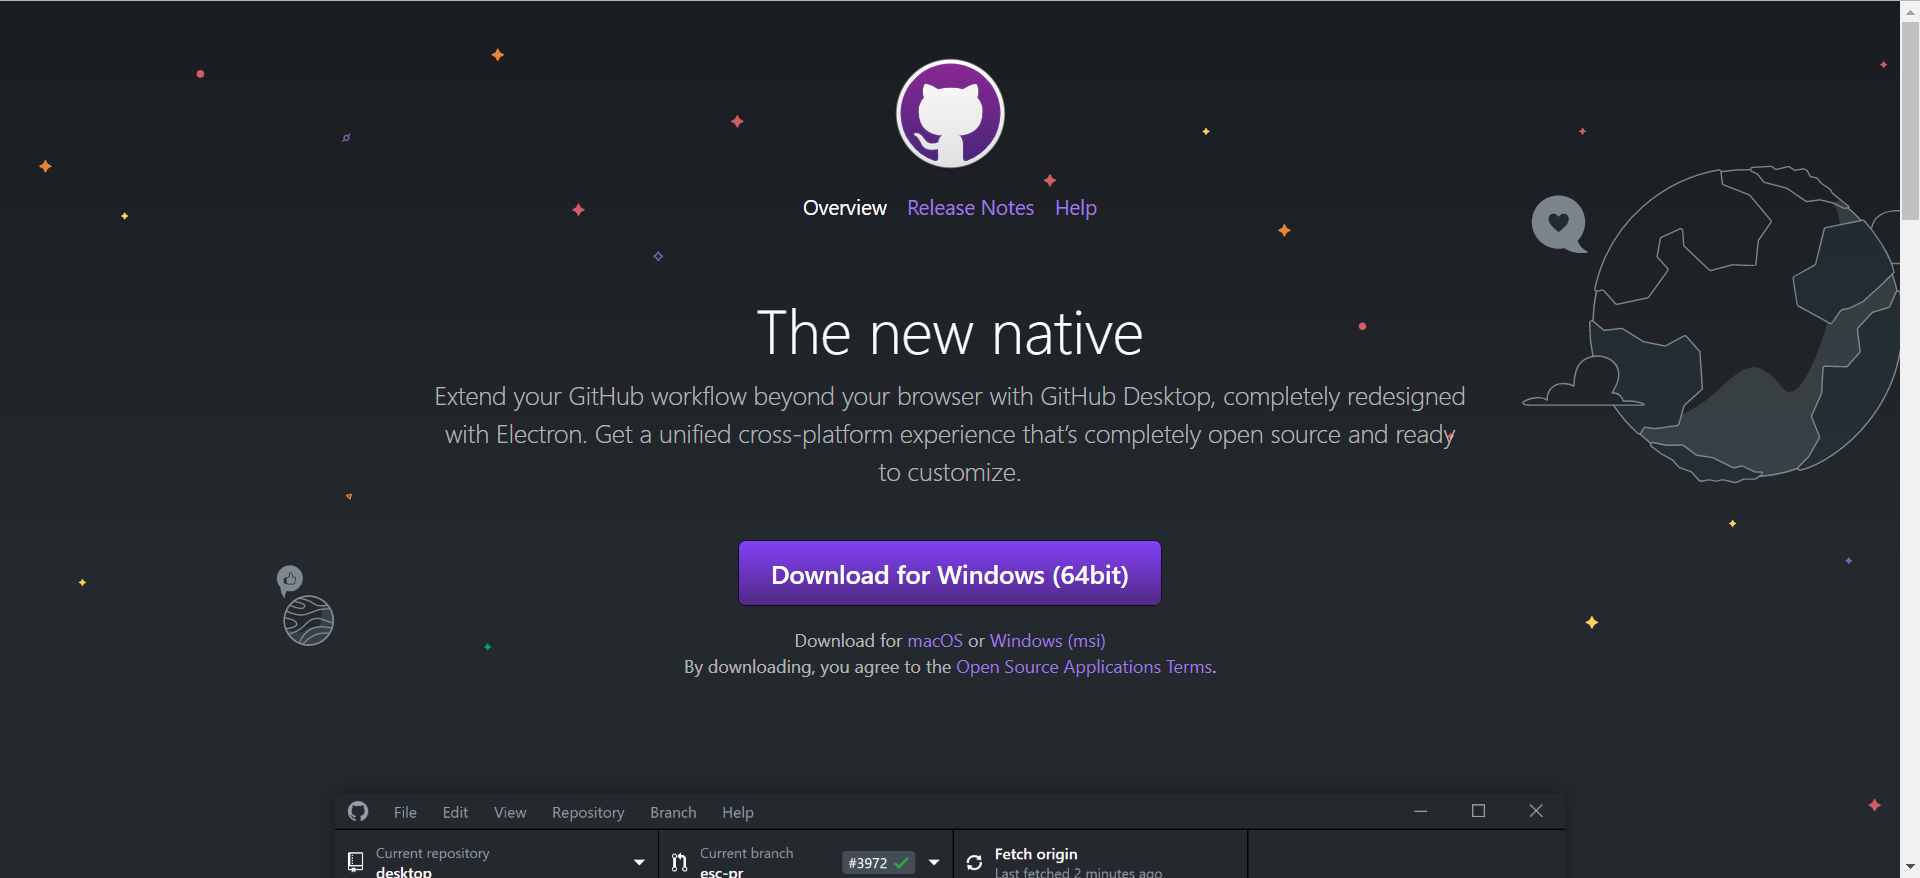 Overview Release Notes Help
The new native
Extend your GitHub workflow beyond your browser with GitHub Desktop, completely redesigned
with Electron. Get a unified cross-platform experience that’s completely open source and ready
to customize.
Download for Windows (64bit)
Download for macOS or Windows (msi)
By downloading, you agree to the Open Source Applications Terms.
File Edit View Repository Branch Help
Current repository
desktop
Current branch
esc-pr
#3972
Fetch origin
Last fetched 2 minutes ago